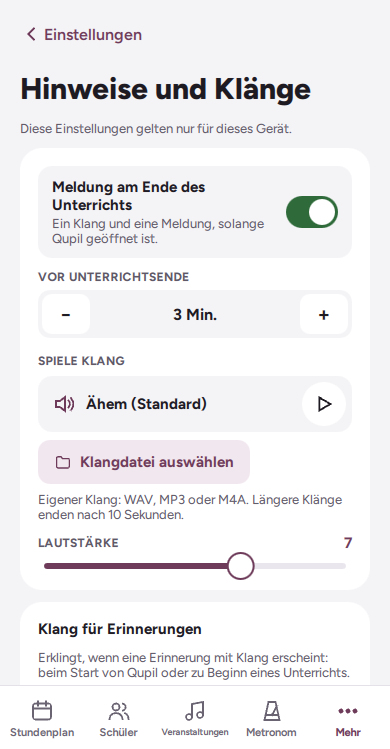 Einstellungen
Hinweise und Klänge
Diese Einstellungen gelten nur für dieses Gerät.
Meldung am Ende des
Unterrichts
Ein Klang und eine Meldung, solange
Qupil geöffnet ist.
VOR UNTERRICHTSENDE
− 3 Min. +
SPIELE KLANG
Ähem (Standard)
Klangdatei auswählen
Eigener Klang: WAV, MP3 oder M4A. Längere Klänge
enden nach 10 Sekunden.
LAUTSTÄRKE 7
Klang für Erinnerungen
Erklingt, wenn eine Erinnerung mit Klang erscheint:
beim Start von Qupil oder zu Beginn eines Unterrichts.
Stundenplan Schüler Veranstaltungen Metronom Mehr